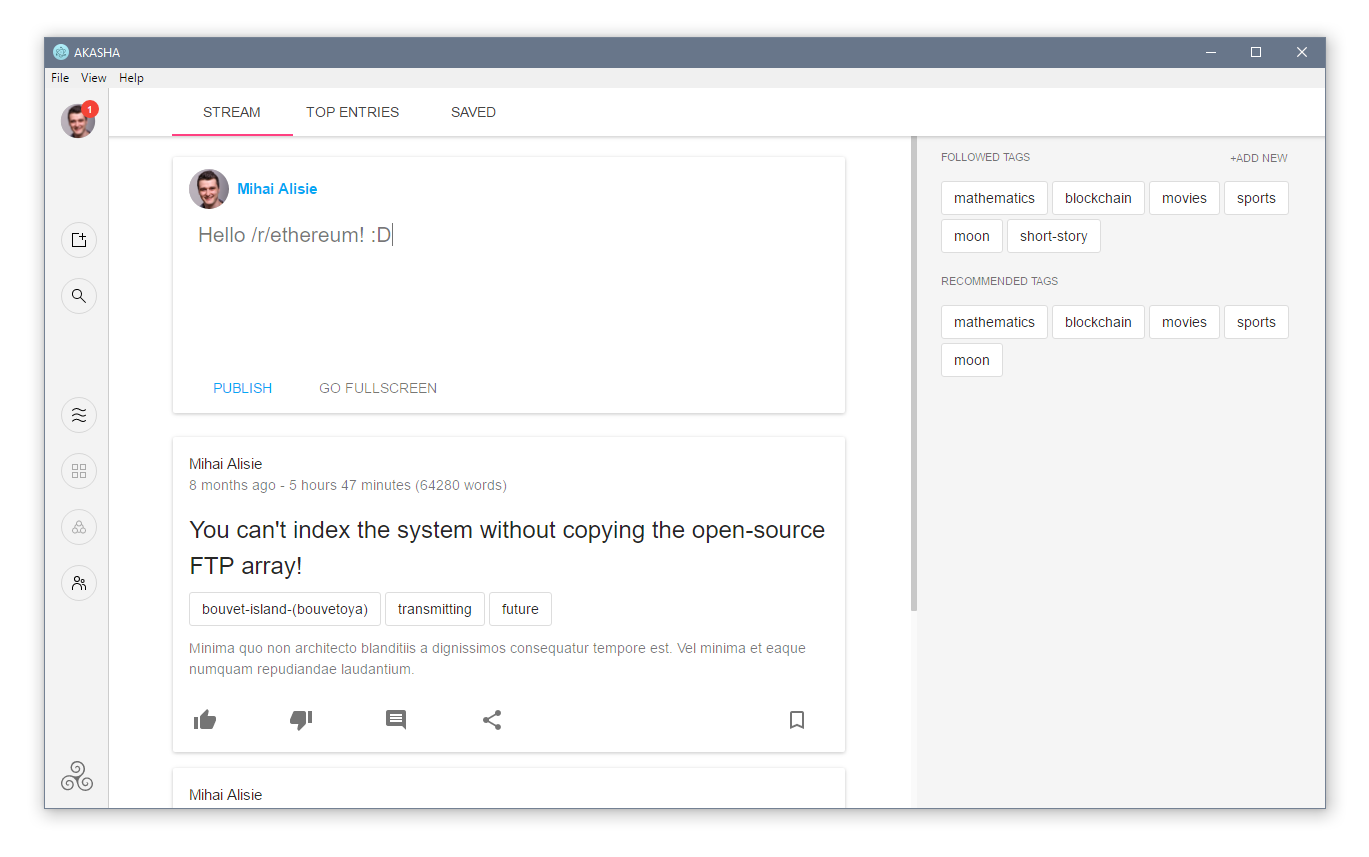 AKASHA
File View Help
1
STREAM TOP ENTRIES SAVED
Mihai Alisie
Hello /r/ethereum! :D
PUBLISH GO FULLSCREEN
Mihai Alisie
8 months ago - 5 hours 47 minutes (64280 words)
You can't index the system without copying the open-source
FTP array!
bouvet-island-(bouvetoya) transmitting future
Minima quo non architecto blanditiis a dignissimos consequatur tempore est. Vel minima et eaque
numquam repudiandae laudantium.
Mihai Alisie
FOLLOWED TAGS +ADD NEW
mathematics blockchain movies sports
moon short-story
RECOMMENDED TAGS
mathematics blockchain movies sports
moon